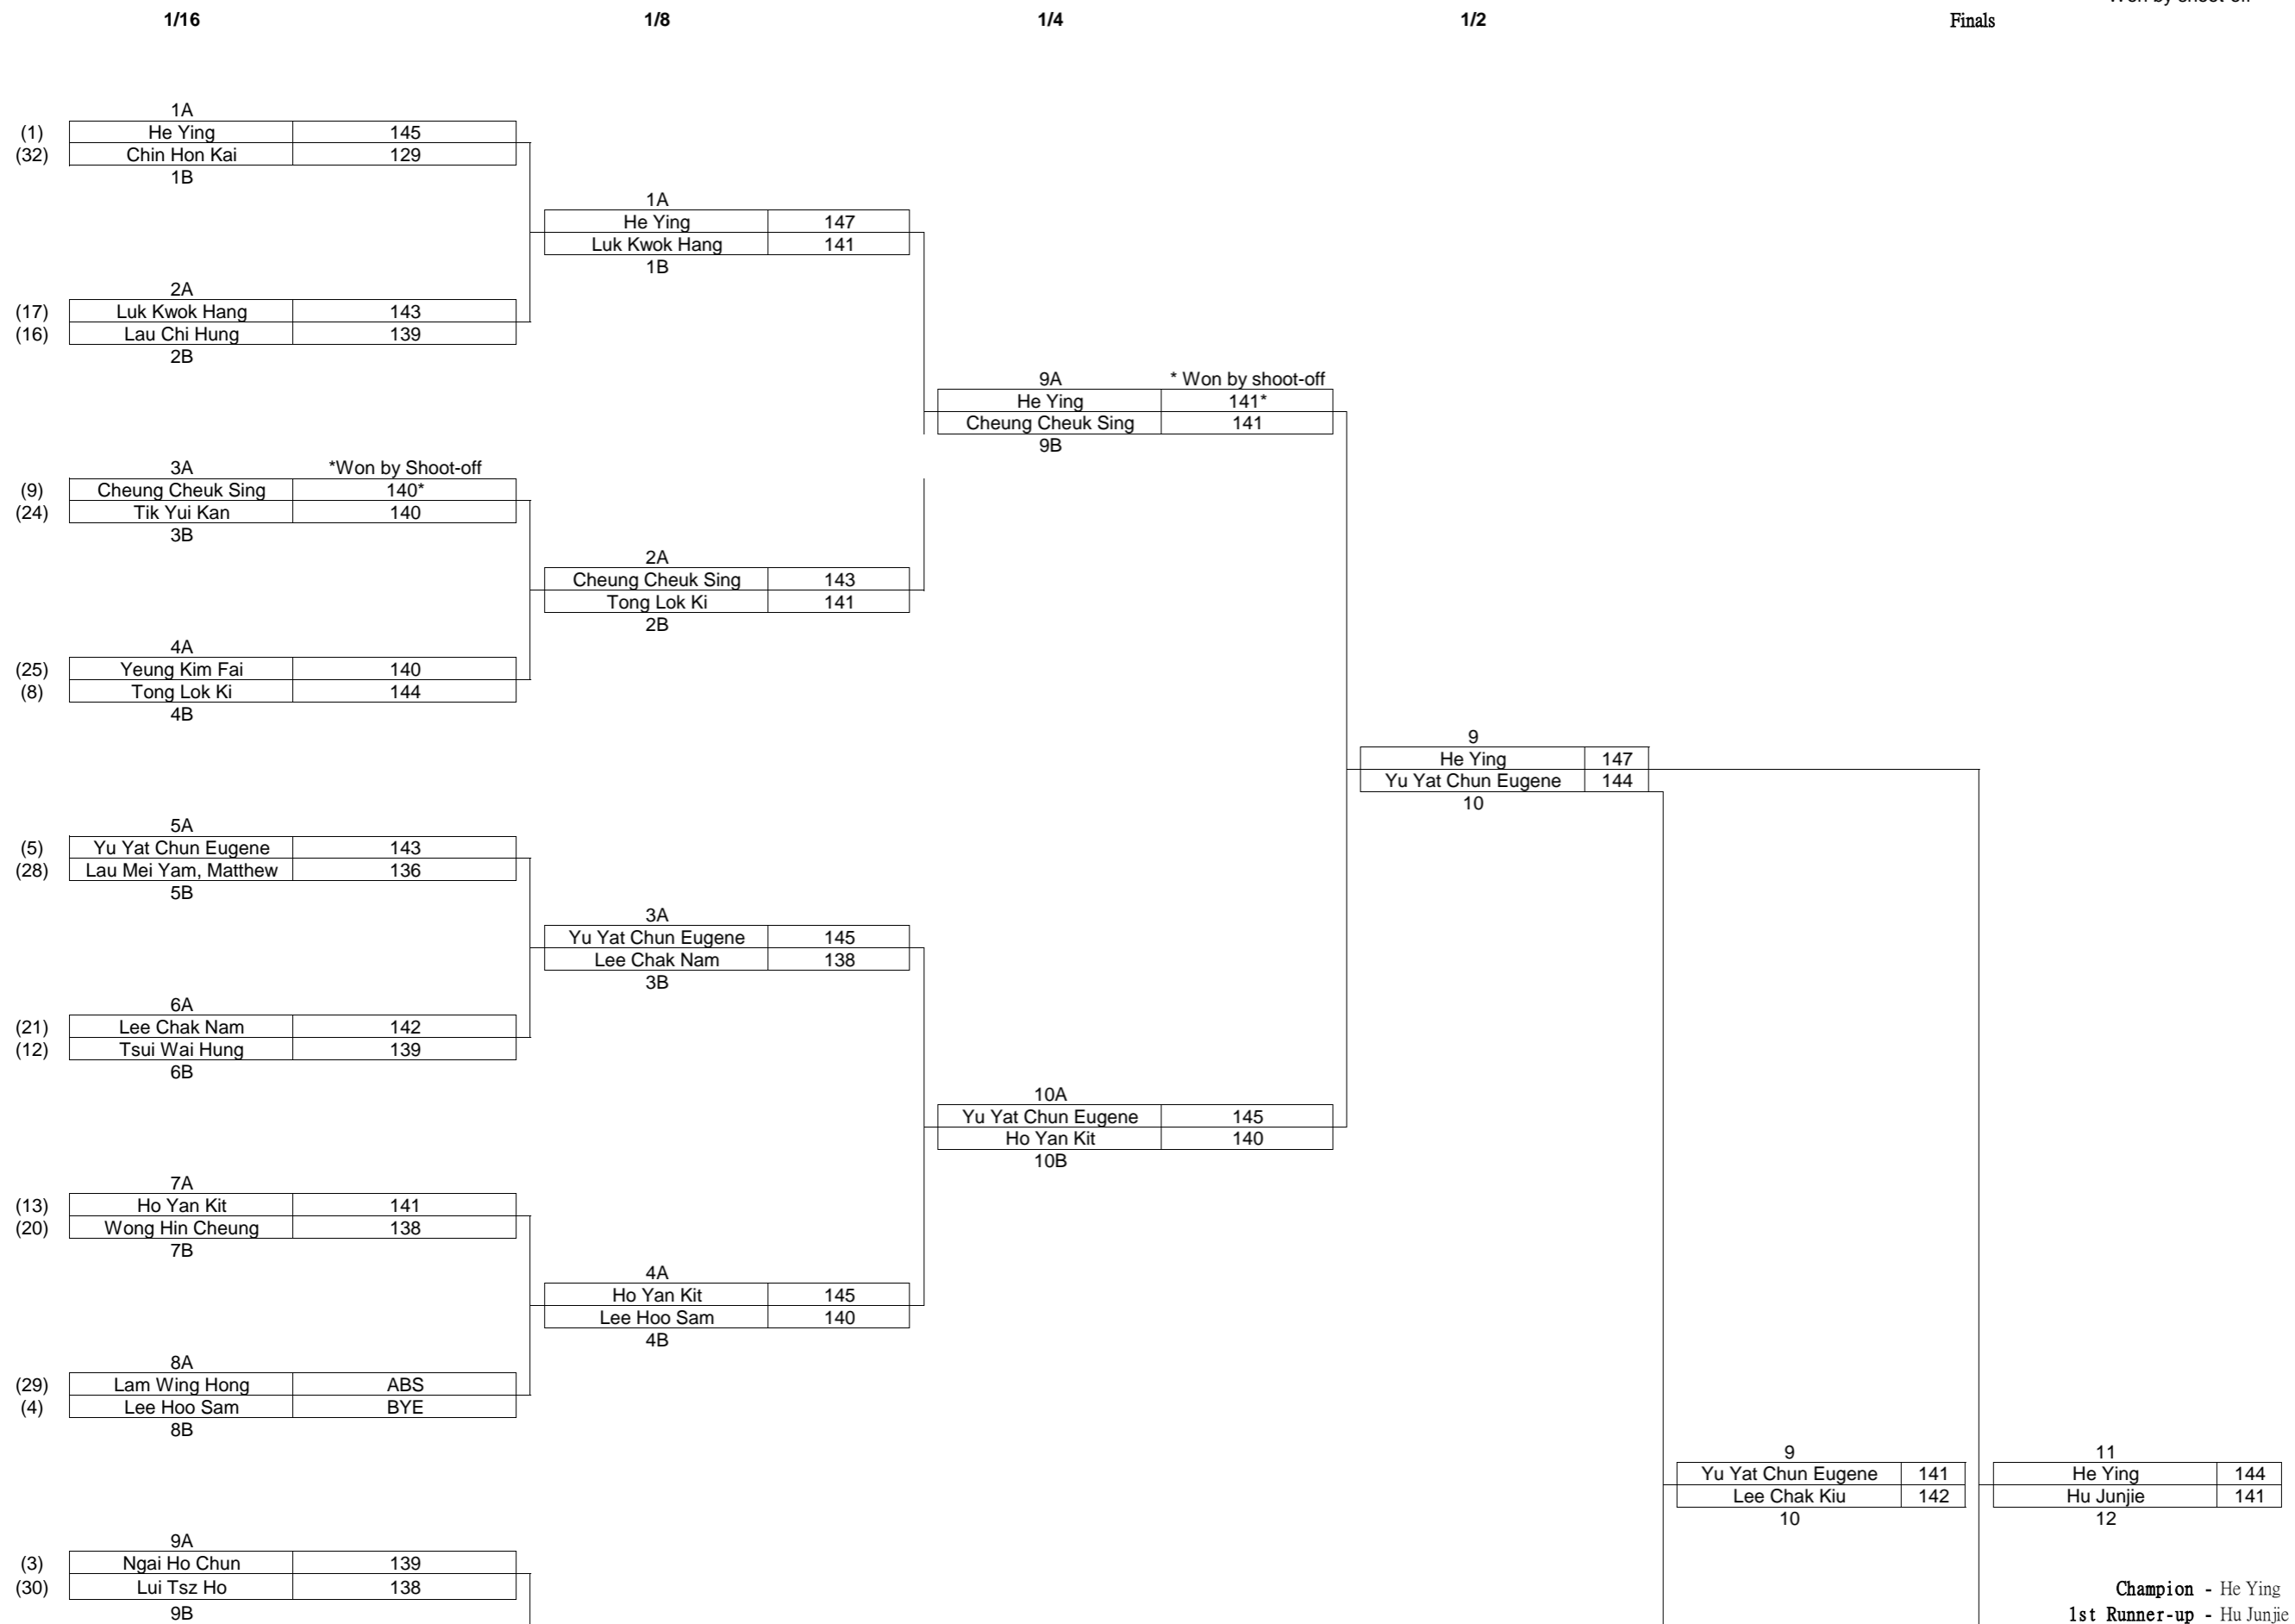 Won by shoot-off
1/16 1/8 1/4 1/2 Finals
1A
(1) He Ying 145
(32) Chin Hon Kai 129
1B
1A
He Ying 147
Luk Kwok Hang 141
1B
2A
(17) Luk Kwok Hang 143
(16) Lau Chi Hung 139
2B
9A * Won by shoot-off
He Ying 141*
Cheung Cheuk Sing 141
9B
3A *Won by Shoot-off
(9) Cheung Cheuk Sing 140*
(24) Tik Yui Kan 140
3B
2A
Cheung Cheuk Sing 143
Tong Lok Ki 141
2B
4A
(25) Yeung Kim Fai 140
(8) Tong Lok Ki 144
4B
9
He Ying 147
Yu Yat Chun Eugene 144
10
5A
(5) Yu Yat Chun Eugene 143
(28) Lau Mei Yam, Matthew 136
5B
3A
Yu Yat Chun Eugene 145
Lee Chak Nam 138
3B
6A
(21) Lee Chak Nam 142
(12) Tsui Wai Hung 139
6B
10A
Yu Yat Chun Eugene 145
Ho Yan Kit 140
10B
7A
(13) Ho Yan Kit 141
(20) Wong Hin Cheung 138
7B
4A
Ho Yan Kit 145
Lee Hoo Sam 140
4B
8A
(29) Lam Wing Hong ABS
(4) Lee Hoo Sam BYE
8B
9 11
Yu Yat Chun Eugene 141 He Ying 144
Lee Chak Kiu 142 Hu Junjie 141
10 12
9A
(3) Ngai Ho Chun 139
(30) Lui Tsz Ho 138
9B
Champion - He Ying
1st Runner-up - Hu Junjie